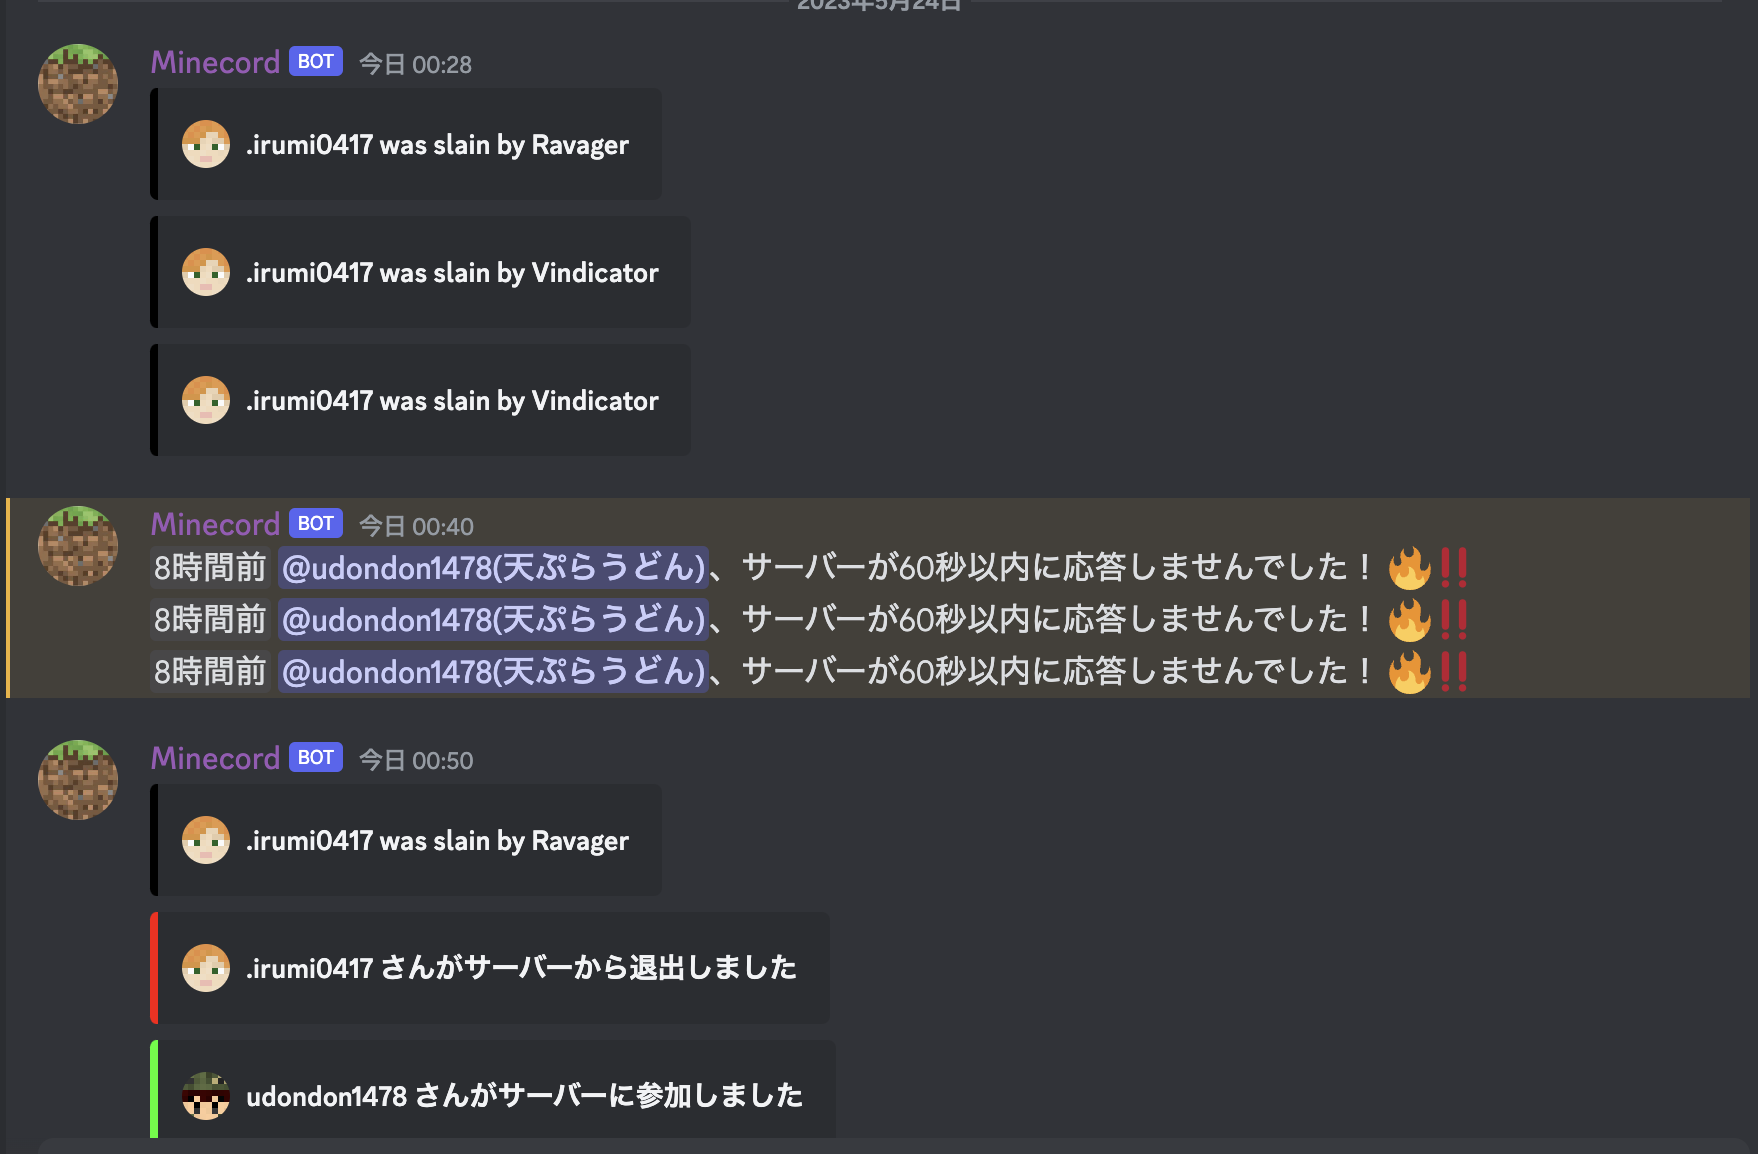 2023年5月24日
Minecord BOT 今日 00:28
.irumi0417 was slain by Ravager
.irumi0417 was slain by Vindicator
.irumi0417 was slain by Vindicator
Minecord BOT 今日 00:40
8時間前 @udondon1478(天ぷらうどん)、サーバーが60秒以内に応答しませんでした！🔥‼️
8時間前 @udondon1478(天ぷらうどん)、サーバーが60秒以内に応答しませんでした！🔥‼️
8時間前 @udondon1478(天ぷらうどん)、サーバーが60秒以内に応答しませんでした！🔥‼️
Minecord BOT 今日 00:50
.irumi0417 was slain by Ravager
.irumi0417 さんがサーバーから退出しました
udondon1478 さんがサーバーに参加しました